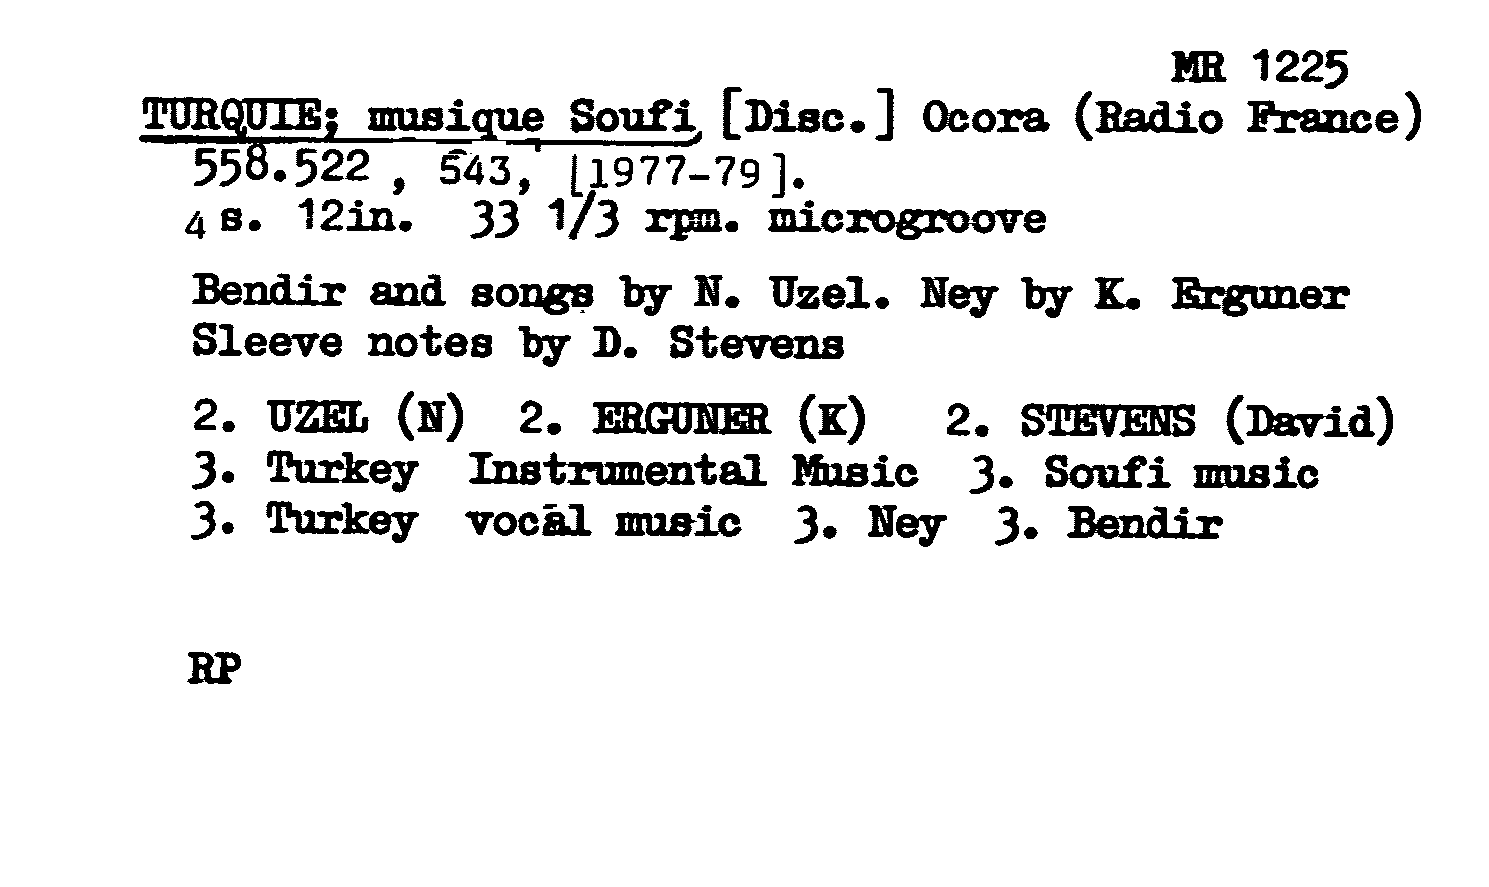 MR 1225
TURQUIE; musique Soufi, [Disc.] Ocora (Radio France)
558.522 , 543, [1977-79].
4 s. 12in. 33 1/3 rpm. microgroove
Bendir and songs by N. Uzel. Ney by K. Erguner
Sleeve notes by D. Stevens
2. UZEL (N) 2. ERGUNER (K) 2. STEVENS (David)
3. Turkey Instrumental Music 3. Soufi music
3. Turkey vocal music 3. Ney 3. Bendir
RP